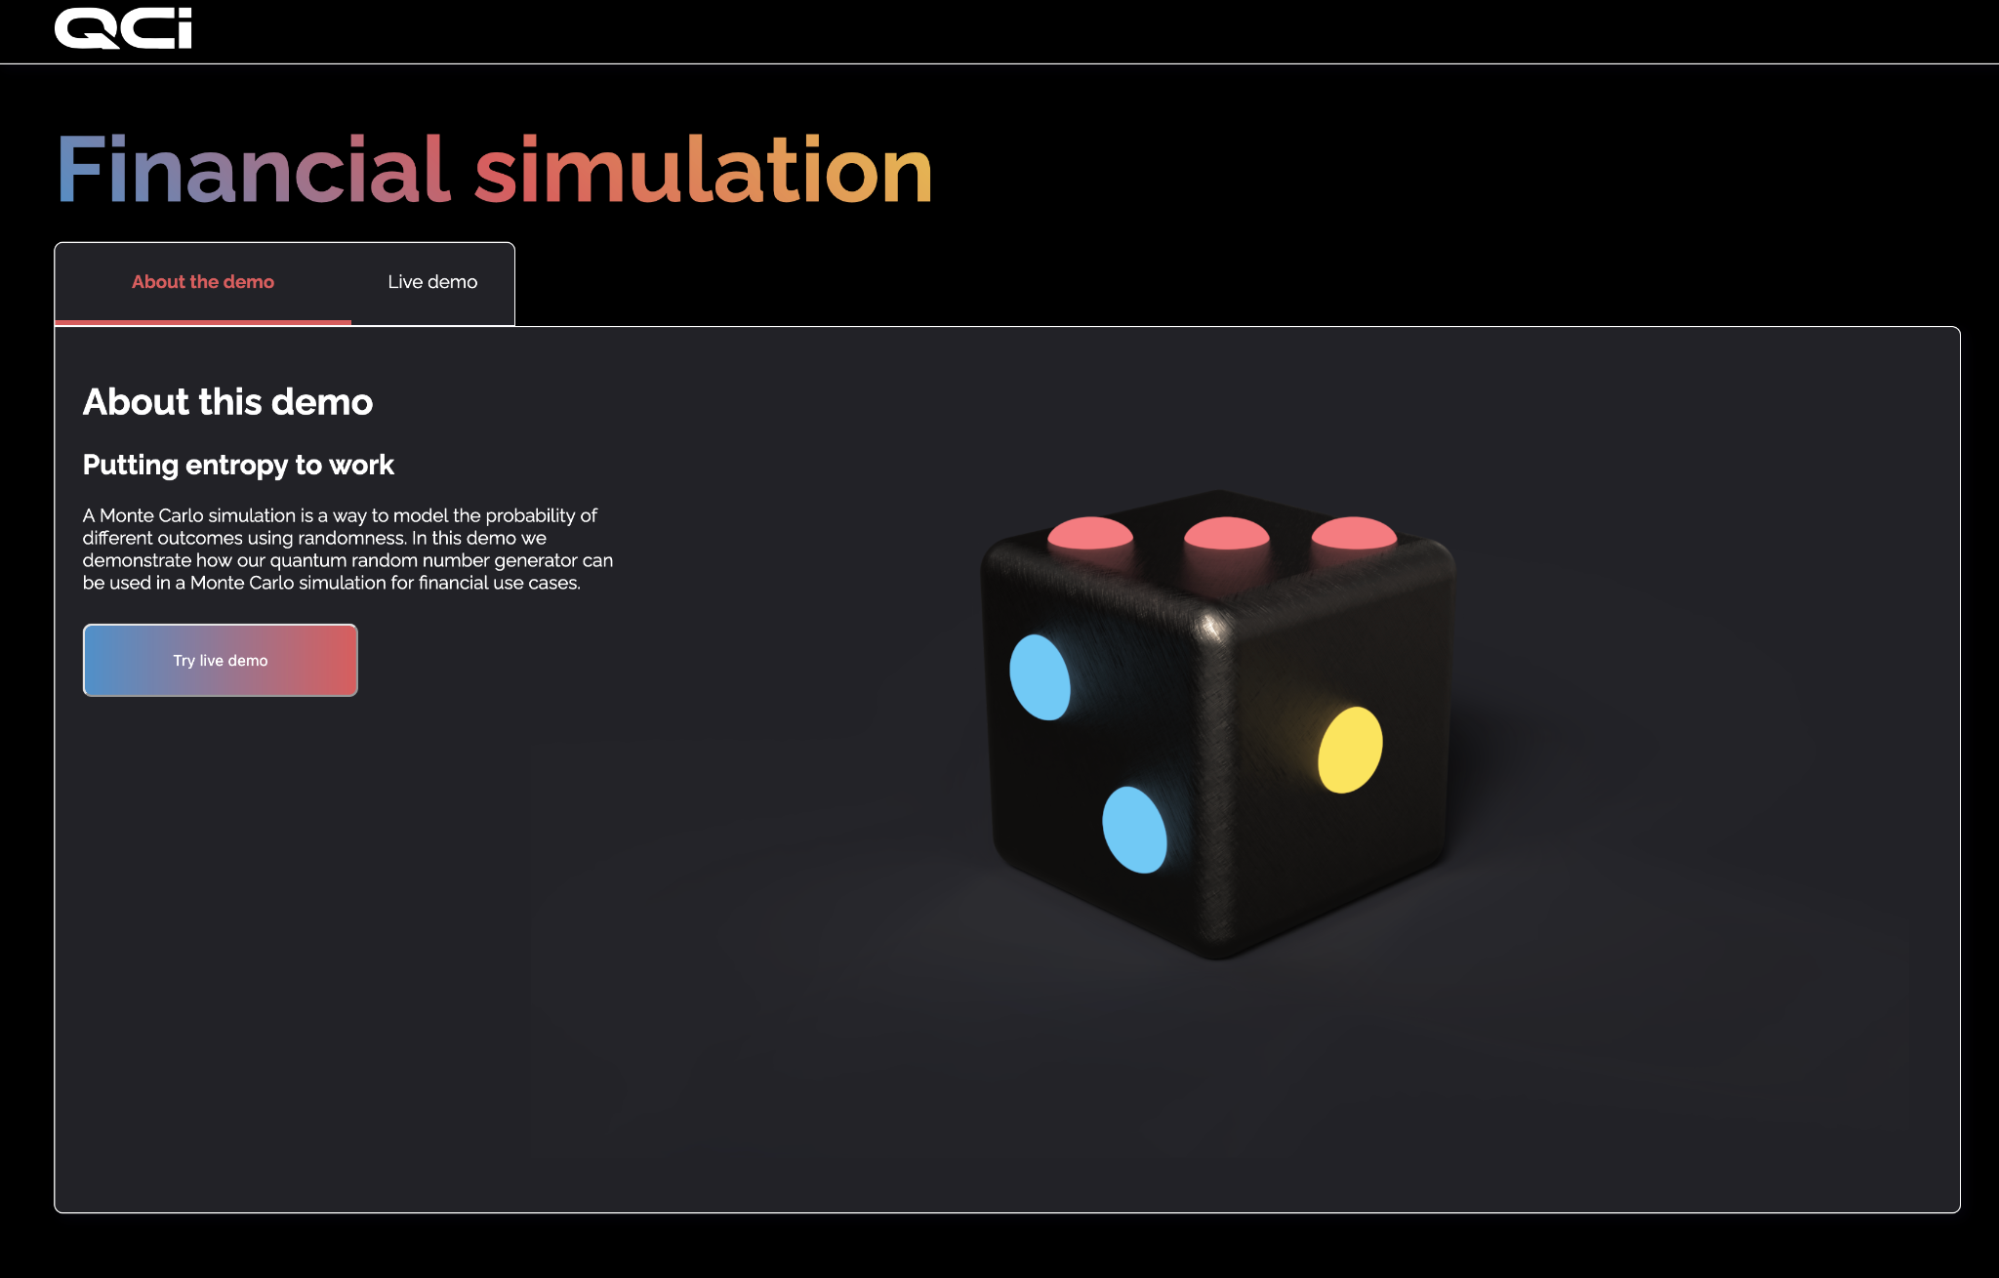 QCi
Financial simulation
About the demo
Live demo
About this demo
Putting entropy to work
A Monte Carlo simulation is a way to model the probability of
different outcomes using randomness. In this demo we
demonstrate how our quantum random number generator can
be used in a Monte Carlo simulation for financial use cases.
Try live demo